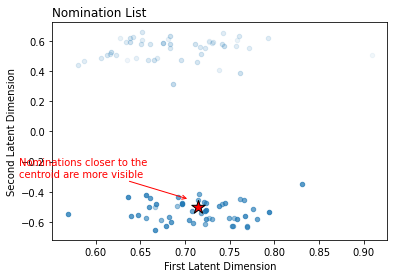 Nomination List
0.6
0.4
0.2
0.0
−0.2
−0.4
−0.6
Second Latent Dimension
Nominations closer to the
centroid are more visible
0.60 0.65 0.70 0.75 0.80 0.85 0.90
First Latent Dimension